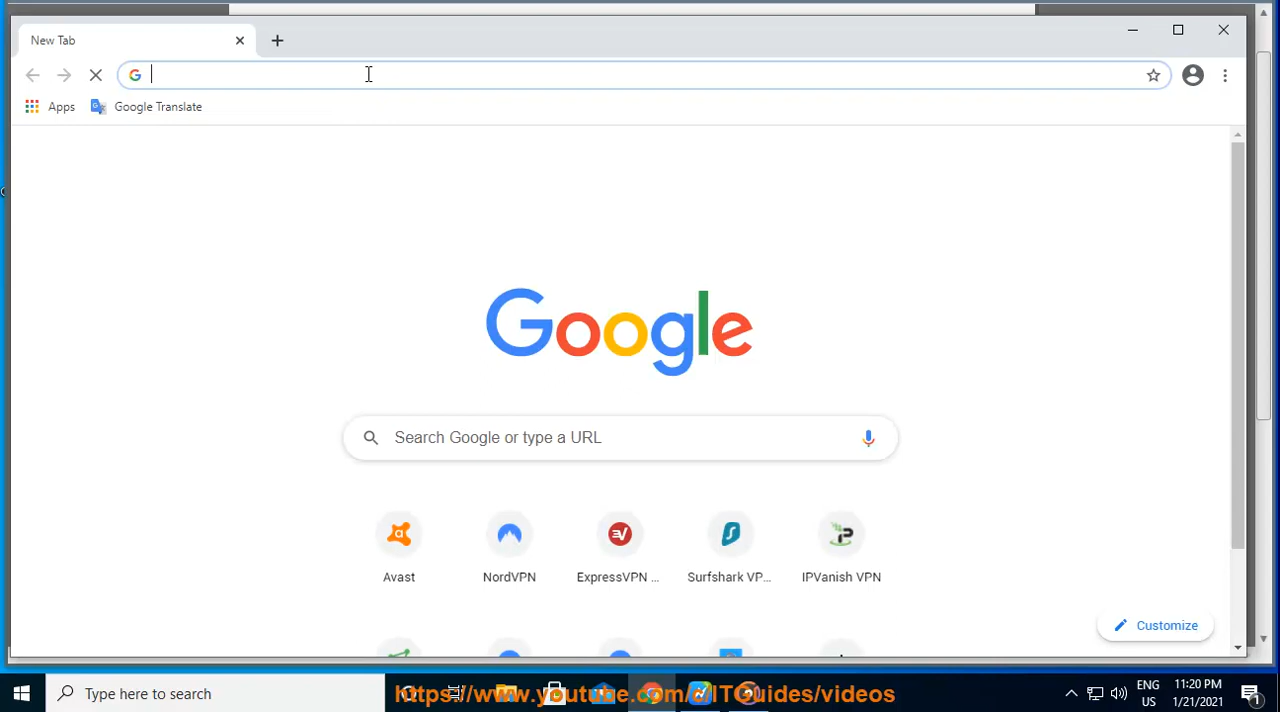 New Tab
Apps
Google Translate
Google
Search Google or type a URL
Avast
NordVPN
ExpressVPN ...
Surfshark VP...
IPVanish VPN
Customize
Type here to search
https://www.youtube.com/c/ITGuides/videos
ENG
US
11:20 PM
1/21/2021
1